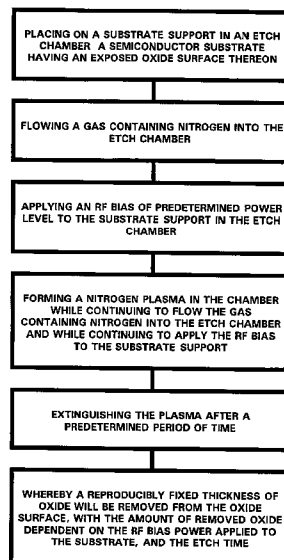 PLACING ON A SUBSTRATE SUPPORT IN AN ETCH
CHAMBER A SEMICONDUCTOR SUBSTRATE
HAVING AN EXPOSED OXIDE SURFACE THEREON
FLOWING A GAS CONTAINING NITROGEN INTO THE
ETCH CHAMBER
APPLYING AN RF BIAS OF PREDETERMINED POWER
LEVEL TO THE SUBSTRATE SUPPORT IN THE ETCH
CHAMBER
FORMING A NITROGEN PLASMA IN THE CHAMBER
WHILE CONTINUING TO FLOW THE GAS
CONTAINING NITROGEN INTO THE ETCH CHAMBER
AND WHILE CONTINUING TO APPLY THE RF BIAS
TO THE SUBSTRATE SUPPORT
EXTINGUISHING THE PLASMA AFTER A
PREDETERMINED PERIOD OF TIME
WHEREBY A REPRODUCIBLY FIXED THICKNESS OF
OXIDE WILL BE REMOVED FROM THE OXIDE
SURFACE, WITH THE AMOUNT OF REMOVED OXIDE
DEPENDENT ON THE RF BIAS POWER APPLIED TO
THE SUBSTRATE, AND THE ETCH TIME